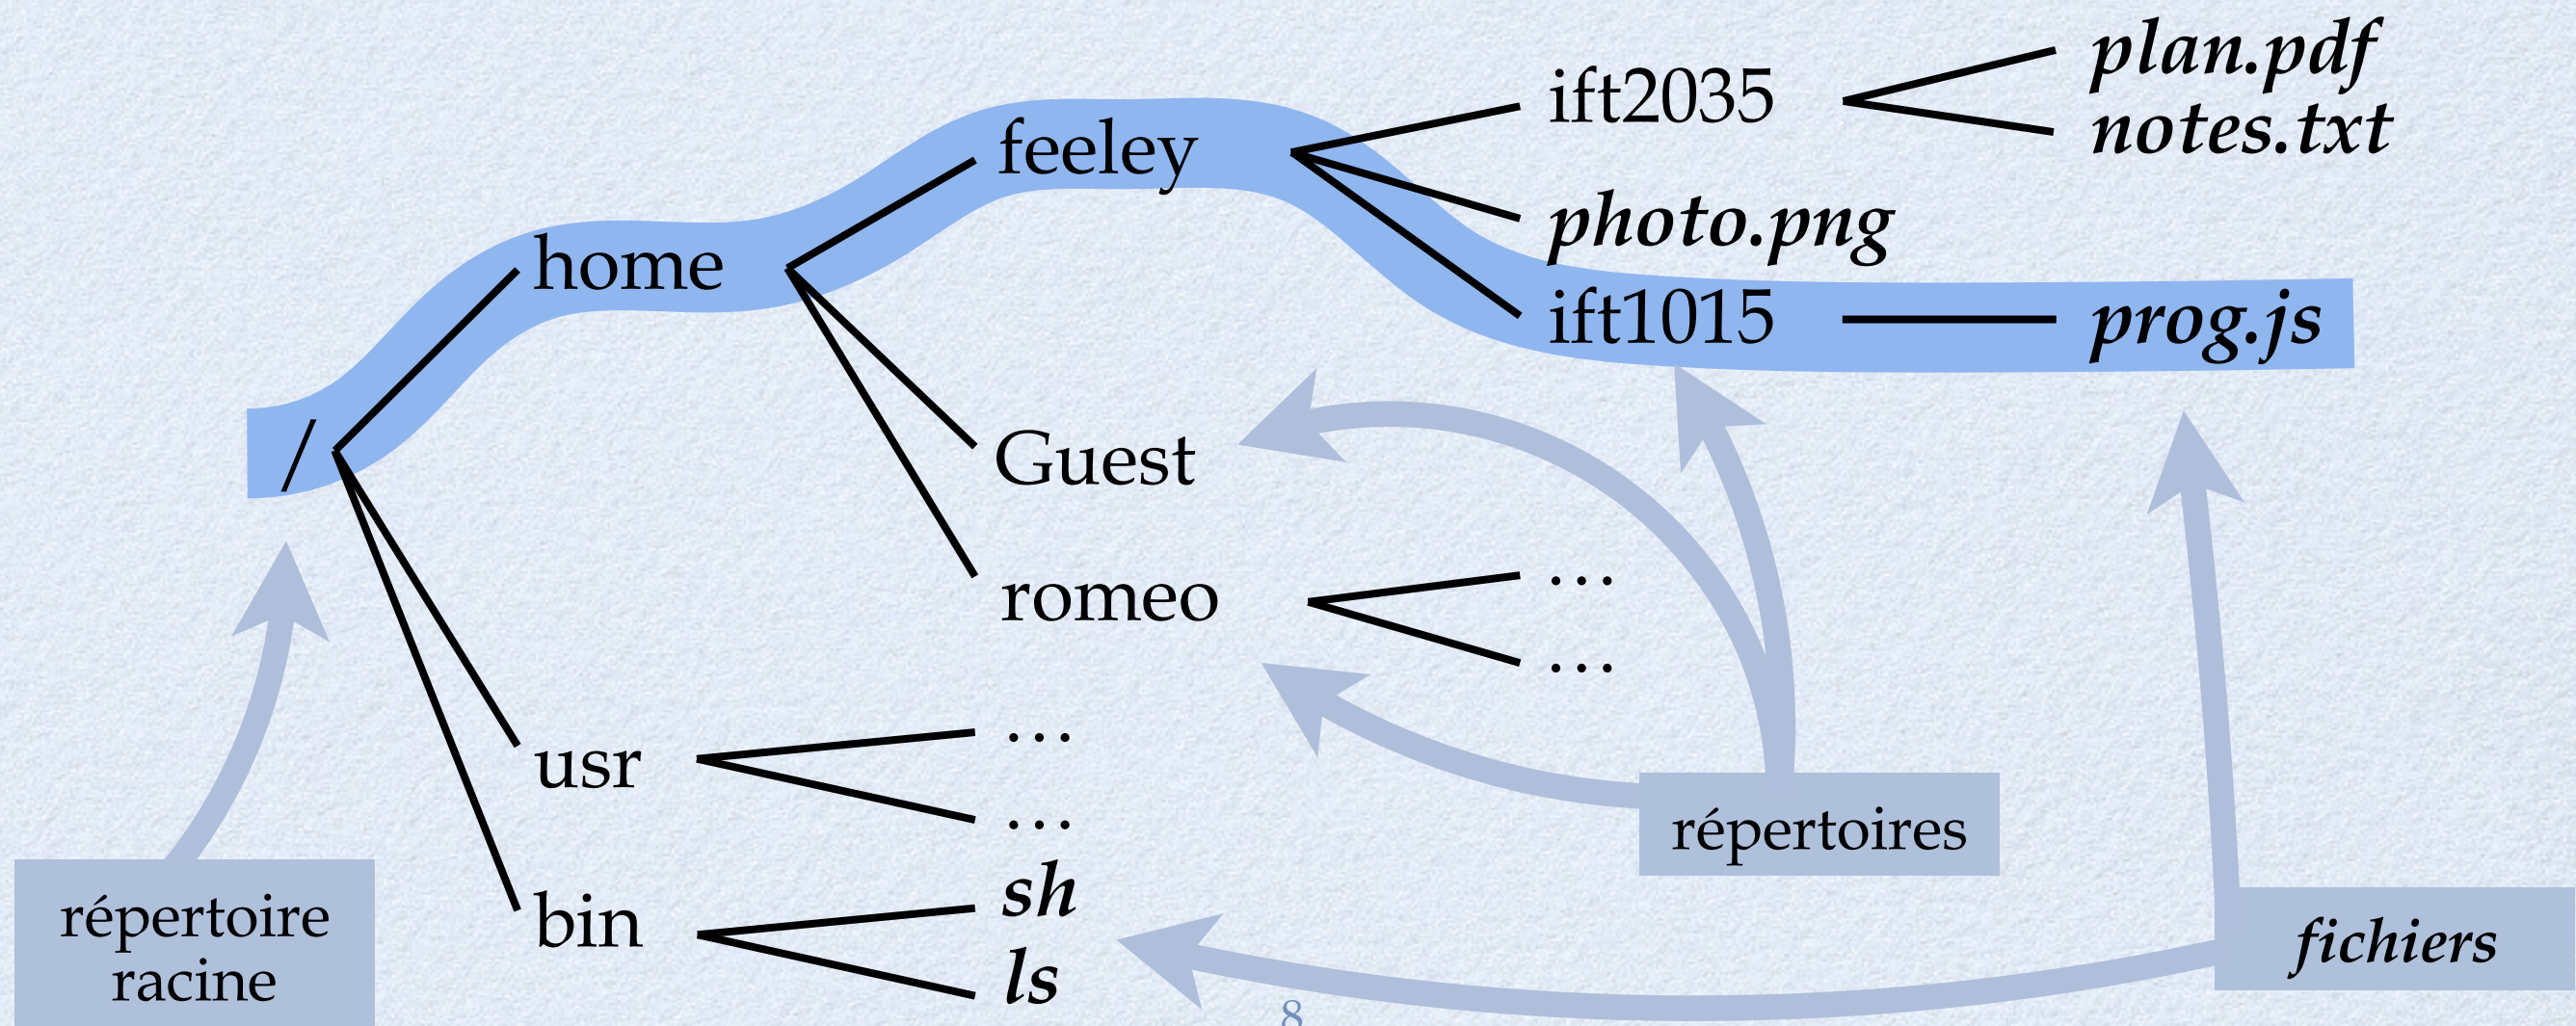 plan.pdf
ift2035
notes.txt
feeley
photo.png
home
ift1015
prog.js
/
Guest
romeo
…
…
usr
…
…
répertoires
bin
sh
ls
répertoire
racine
fichiers
8